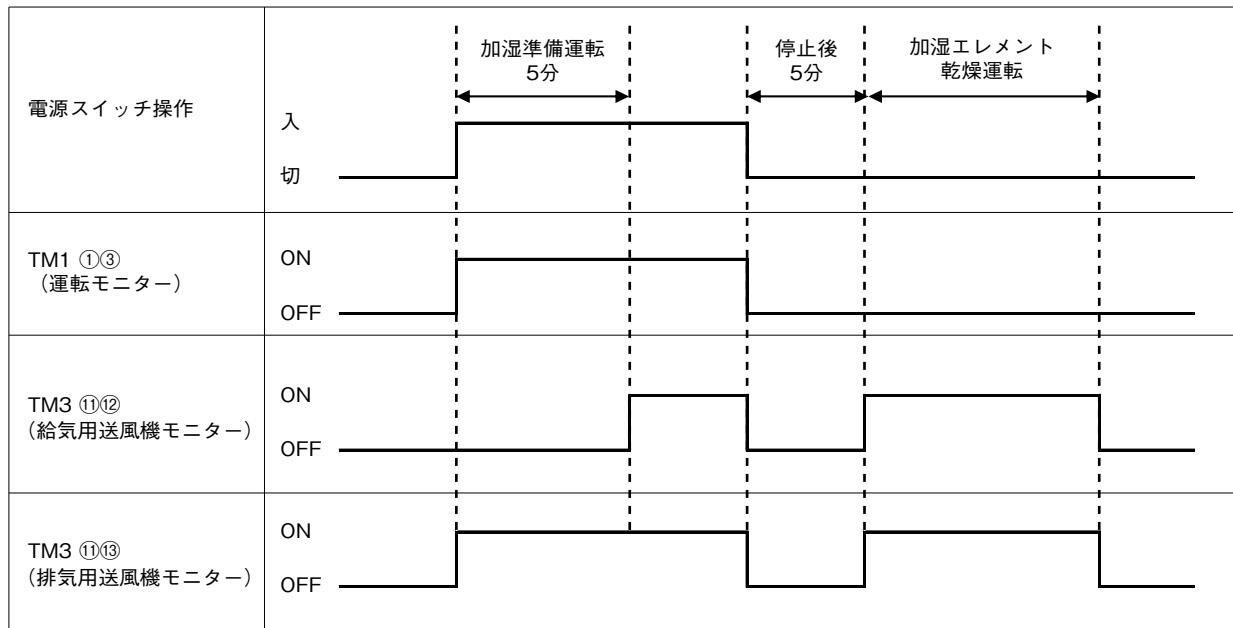 加湿準備運転
5分
停止後
5分
加湿エレメント
乾燥運転
電源スイッチ操作
入
切
TM1 ①③
（運転モニター）
ON
OFF
TM3 ⑪⑫
（給気用送風機モニター）
ON
OFF
TM3 ⑪⑬
（排気用送風機モニター）
ON
OFF